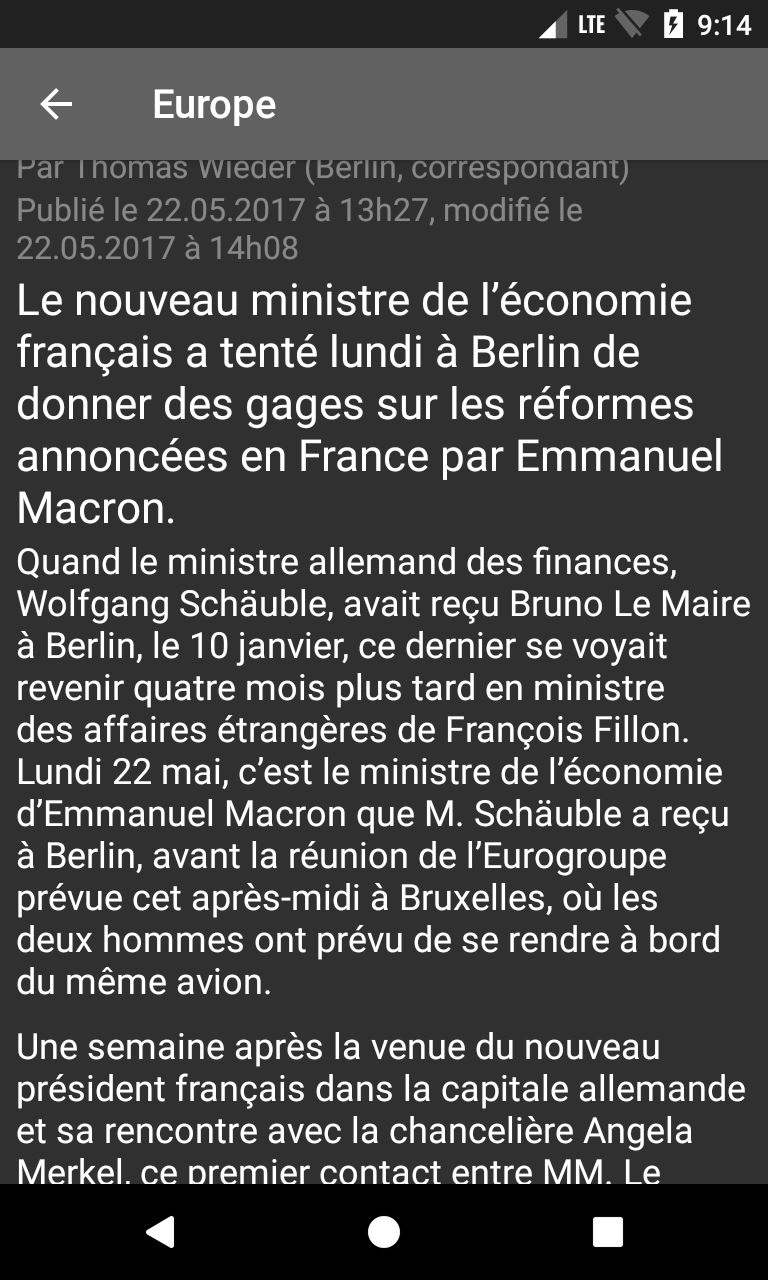 LTE 9:14
Europe
Par Thomas Wieder (Berlin, correspondant)
Publié le 22.05.2017 à 13h27, modifié le
22.05.2017 à 14h08
Le nouveau ministre de l’économie
français a tenté lundi à Berlin de
donner des gages sur les réformes
annoncées en France par Emmanuel
Macron.
Quand le ministre allemand des finances,
Wolfgang Schäuble, avait reçu Bruno Le Maire
à Berlin, le 10 janvier, ce dernier se voyait
revenir quatre mois plus tard en ministre
des affaires étrangères de François Fillon.
Lundi 22 mai, c’est le ministre de l’économie
d’Emmanuel Macron que M. Schäuble a reçu
à Berlin, avant la réunion de l’Eurogroupe
prévue cet après-midi à Bruxelles, où les
deux hommes ont prévu de se rendre à bord
du même avion.
Une semaine après la venue du nouveau
président français dans la capitale allemande
et sa rencontre avec la chancelière Angela
Merkel, ce premier contact entre MM. Le